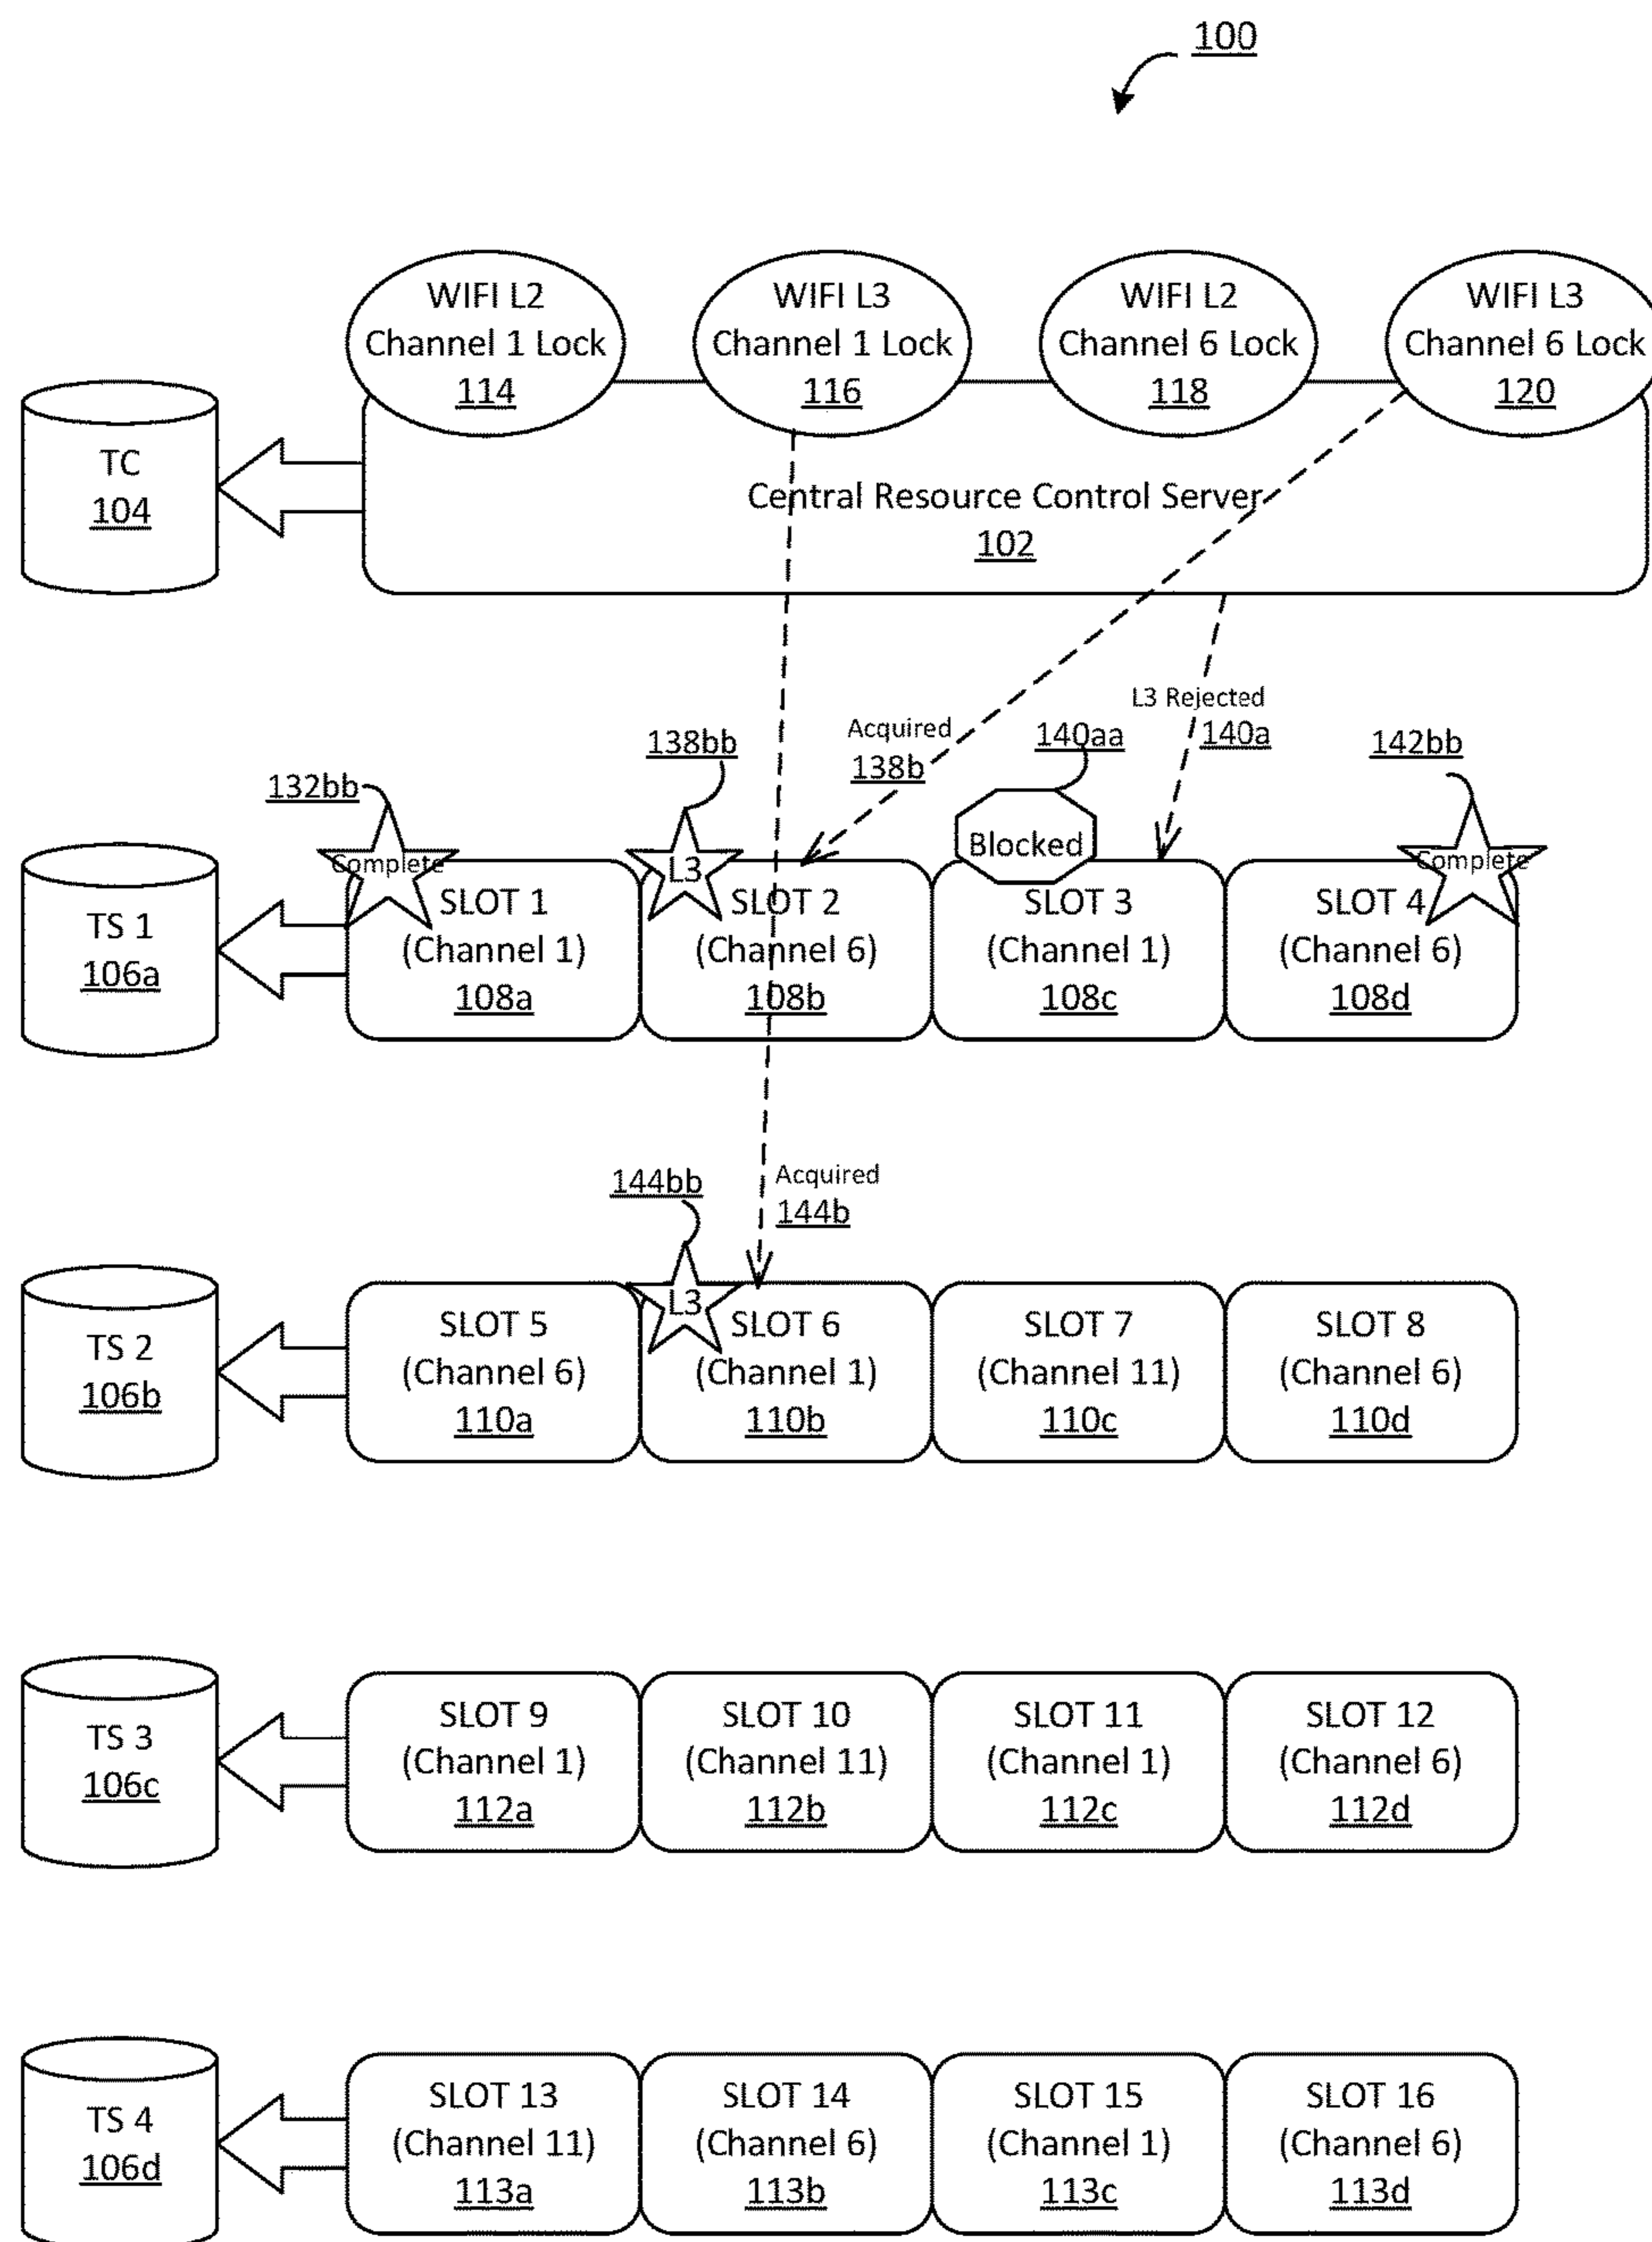 100
WIFI L2
Channel 1 Lock
114
WIFI L3
Channel 1 Lock
116
WIFI L2
Channel 6 Lock
118
WIFI L3
Channel 6 Lock
120
TC
104
Central Resource Control Server
102
L3 Rejected
140a
Acquired
138b
132bb
138bb
140aa
142bb
TS 1
106a
Complete
SLOT 1
(Channel 1)
108a
L3
SLOT 2
(Channel 6)
108b
Blocked
SLOT 3
(Channel 1)
108c
Complete
SLOT 4
(Channel 6)
108d
144bb
Acquired
144b
TS 2
106b
SLOT 5
(Channel 6)
110a
L3
SLOT 6
(Channel 1)
110b
SLOT 7
(Channel 11)
110c
SLOT 8
(Channel 6)
110d
TS 3
106c
SLOT 9
(Channel 1)
112a
SLOT 10
(Channel 11)
112b
SLOT 11
(Channel 1)
112c
SLOT 12
(Channel 6)
112d
TS 4
106d
SLOT 13
(Channel 11)
113a
SLOT 14
(Channel 6)
113b
SLOT 15
(Channel 1)
113c
SLOT 16
(Channel 6)
113d